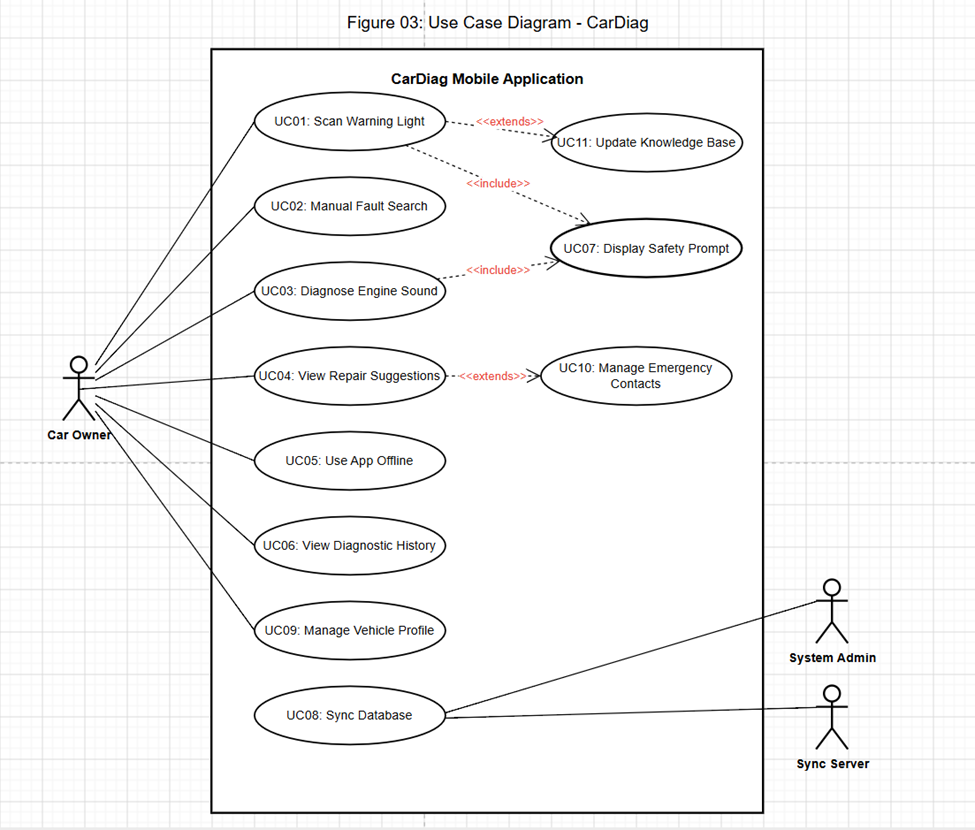 Figure 03: Use Case Diagram - CarDiag
CarDiag Mobile Application
UC01: Scan Warning Light
<<extends>>
UC11: Update Knowledge Base
<<include>>
UC02: Manual Fault Search
UC07: Display Safety Prompt
<<include>>
UC03: Diagnose Engine Sound
UC04: View Repair Suggestions
<<extends>>
UC10: Manage Emergency
Contacts
Car Owner
UC05: Use App Offline
UC06: View Diagnostic History
UC09: Manage Vehicle Profile
System Admin
UC08: Sync Database
Sync Server